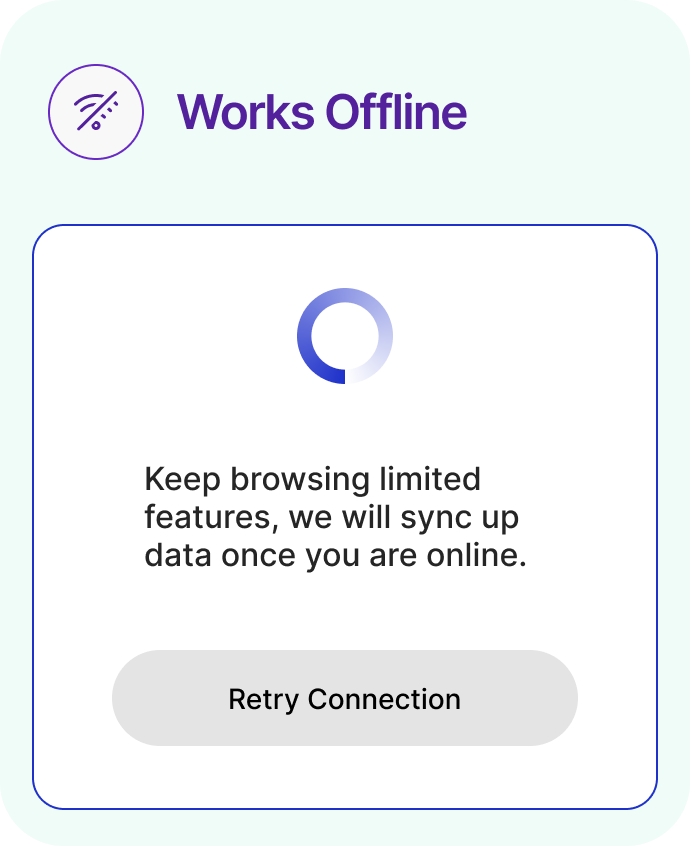 Works Offline
Keep browsing limited
features, we will sync up
data once you are online.
Retry Connection